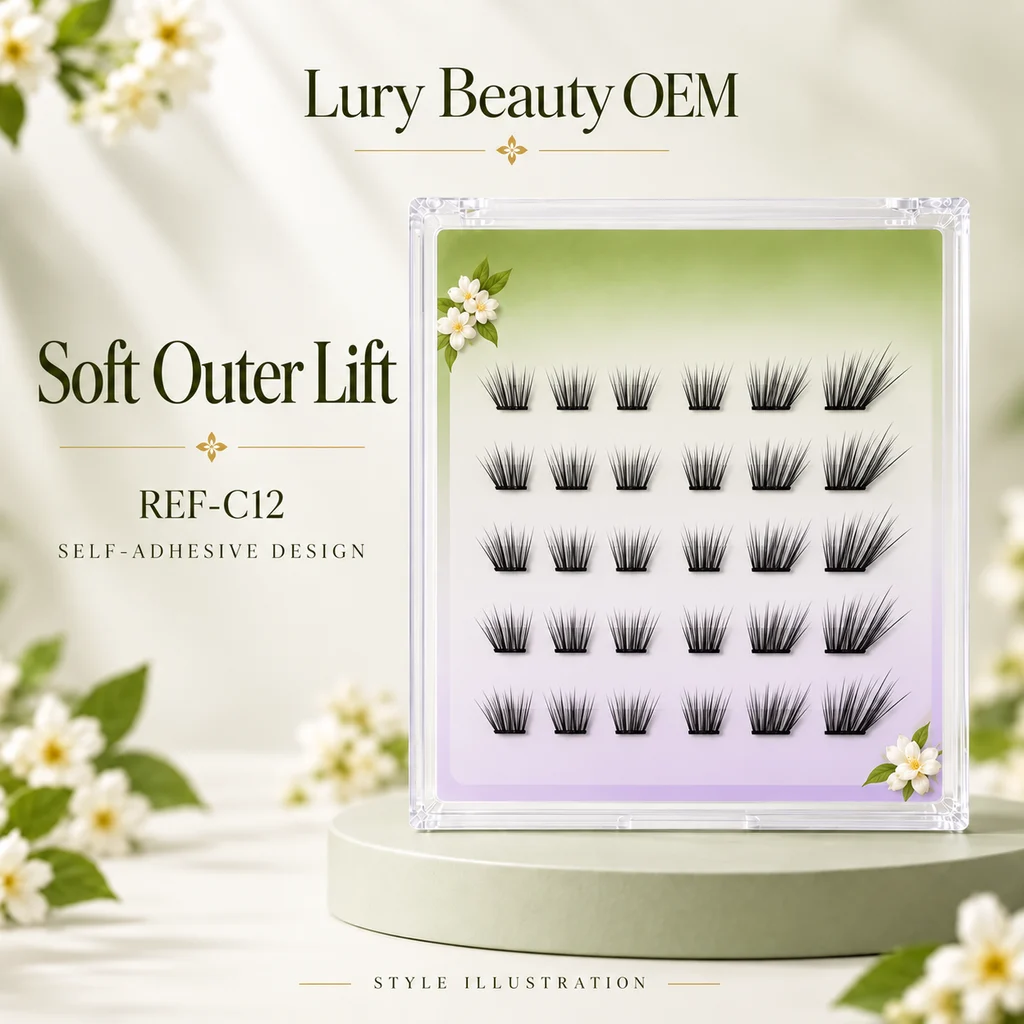 Lury Beauty OEM
Soft Outer Lift
REF-C12
SELF-ADHESIVE DESIGN
STYLE ILLUSTRATION